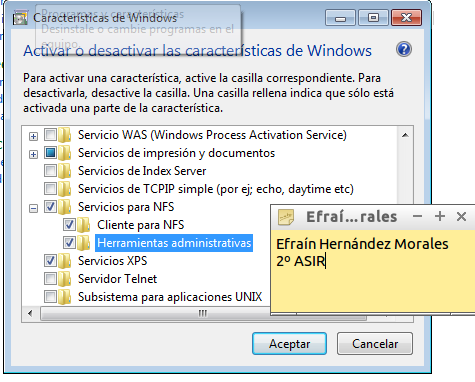 Características de Windows
Programas y características
Desinstale o cambie programas en el
equipo.
Activar o desactivar las características de Windows
Para activar una característica, active la casilla correspondiente. Para
desactivarla, desactive la casilla. Una casilla rellena indica que sólo está
activada una parte de la característica.
Servicio WAS (Windows Process Activation Service)
Servicios de impresión y documentos
Servicios de Index Server
Servicios de TCPIP simple (por ej; echo, daytime etc)
Servicios para NFS
Cliente para NFS
Herramientas administrativas
Servicios XPS
Servidor Telnet
Subsistema para aplicaciones UNIX
Aceptar
Cancelar
Efraí...rales
Efraín Hernández Morales
2º ASIR